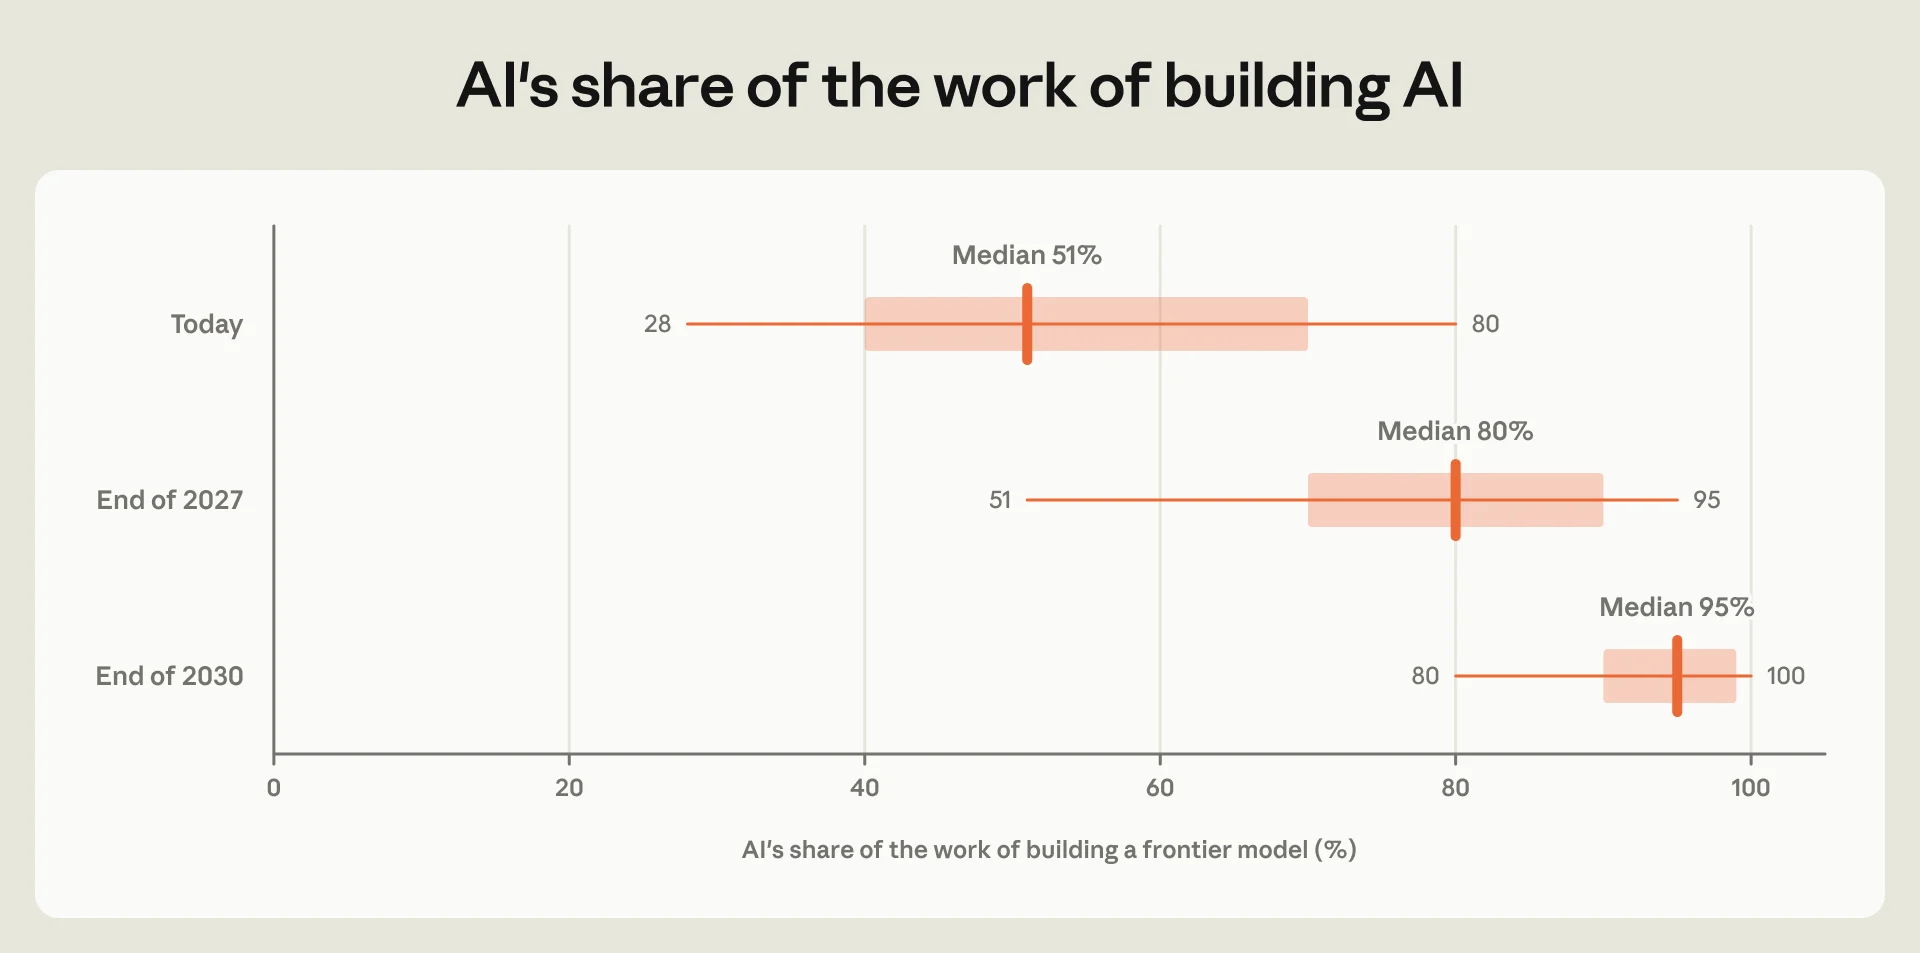 AI's share of the work of building AI
Median 51%
Today
28
80
Median 80%
End of 2027
51
95
Median 95%
End of 2030
80
100
0
20
40
60
80
100
AI's share of the work of building a frontier model (%)